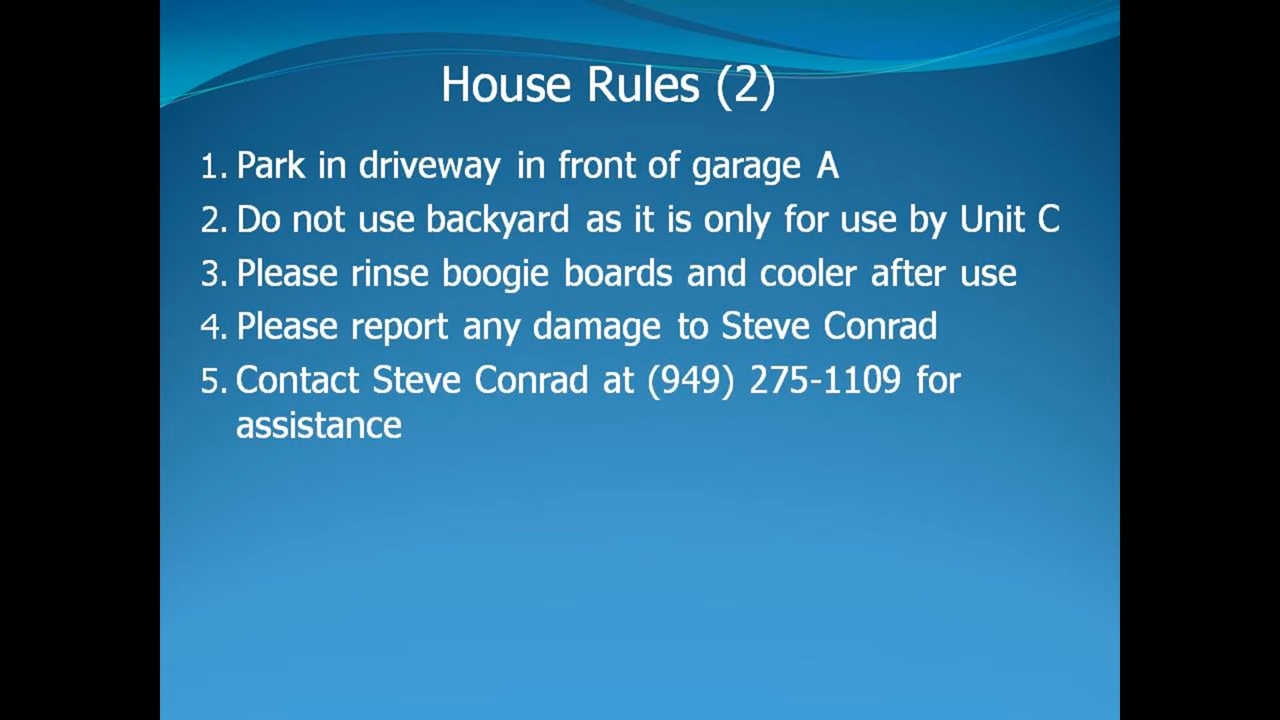 House Rules (2)
1. Park in driveway in front of garage A
2. Do not use backyard as it is only for use by Unit C
3. Please rinse boogie boards and cooler after use
4. Please report any damage to Steve Conrad
5. Contact Steve Conrad at (949) 275-1109 for
assistance